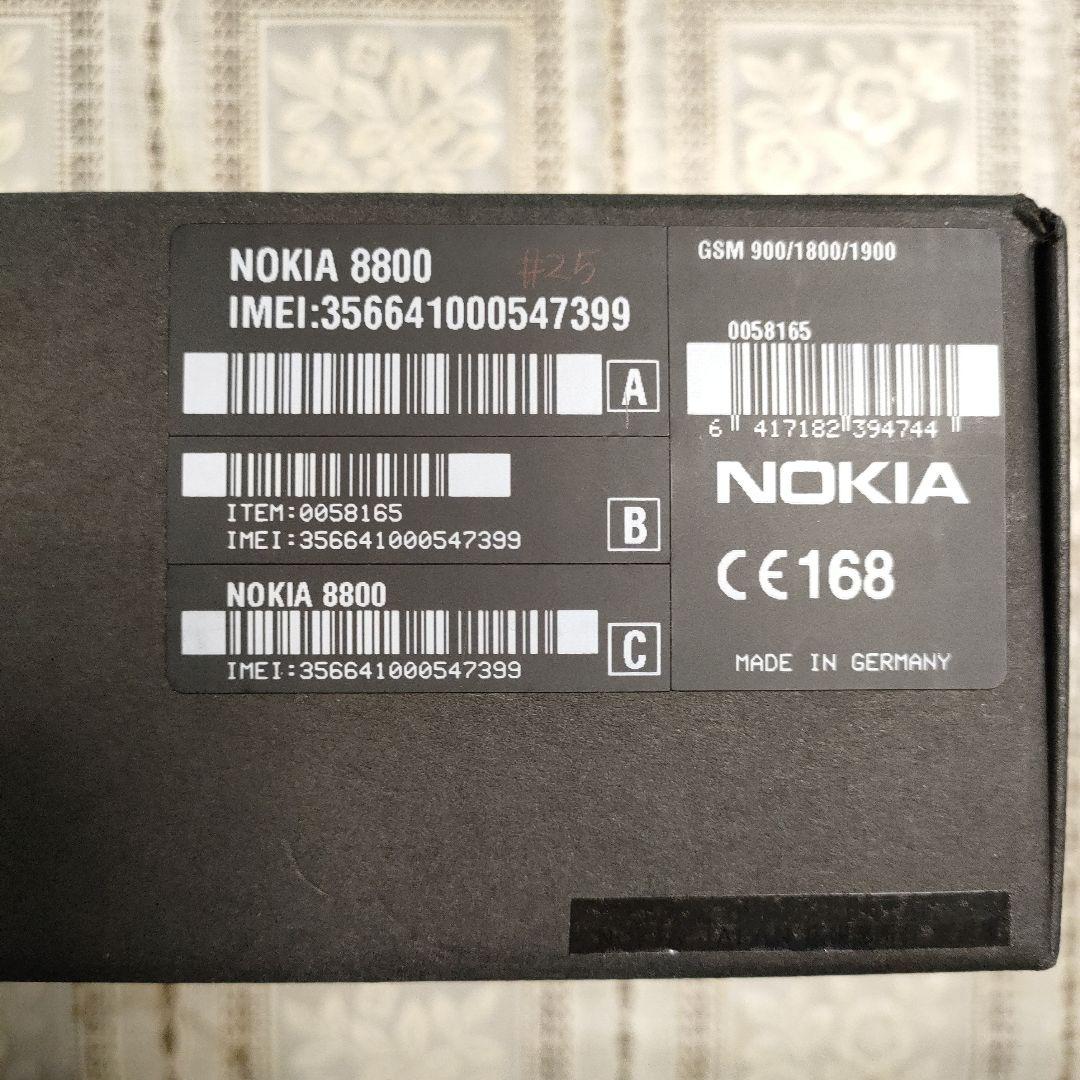 NOKIA 8800 #25
IMEI:356641000547399
A
ITEM:0058165
IMEI:356641000547399
B
NOKIA 8800
IMEI:356641000547399
C
GSM 900/1800/1900
0058165
6 417182 394744
NOKIA
CE168
MADE IN GERMANY